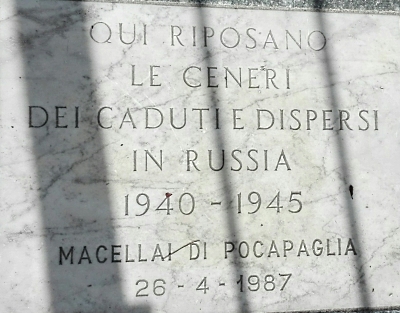 QUI RIPOSANO
LE CENERI
DEI CADUTI E DISPERSI
IN RUSSIA
1940 - 1945
MACELLAI DI POCAPAGLIA
26 - 4 - 1987